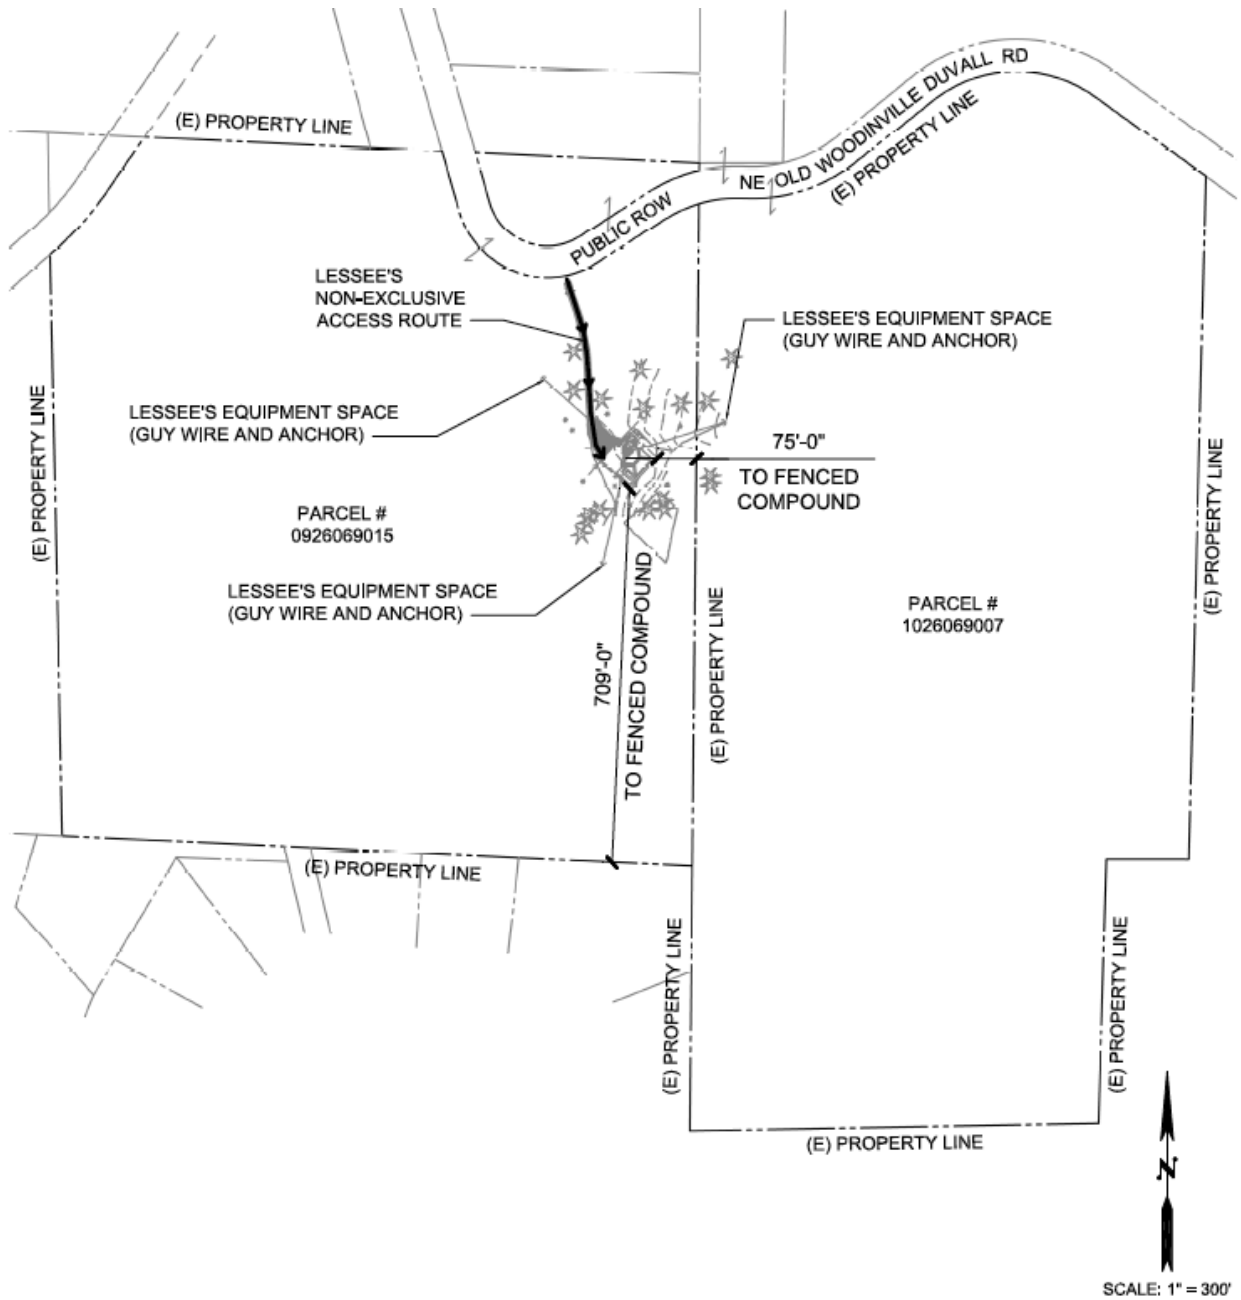 (E) PROPERTY LINE
NE OLD WOODINVILLE DUVALL RD
(E) PROPERTY LINE
PUBLIC ROW
LESSEE'S
NON-EXCLUSIVE
ACCESS ROUTE
LESSEE'S EQUIPMENT SPACE
(GUY WIRE AND ANCHOR)
LESSEE'S EQUIPMENT SPACE
(GUY WIRE AND ANCHOR)
75'-0"
TO FENCED
COMPOUND
(E) PROPERTY LINE
(E) PROPERTY LINE
PARCEL #
0926069015
LESSEE'S EQUIPMENT SPACE
(GUY WIRE AND ANCHOR)
PARCEL #
1026069007
709'-0"
TO FENCED COMPOUND
(E) PROPERTY LINE
(E) PROPERTY LINE
(E) PROPERTY LINE
(E) PROPERTY LINE
(E) PROPERTY LINE
N
SCALE: 1" = 300'